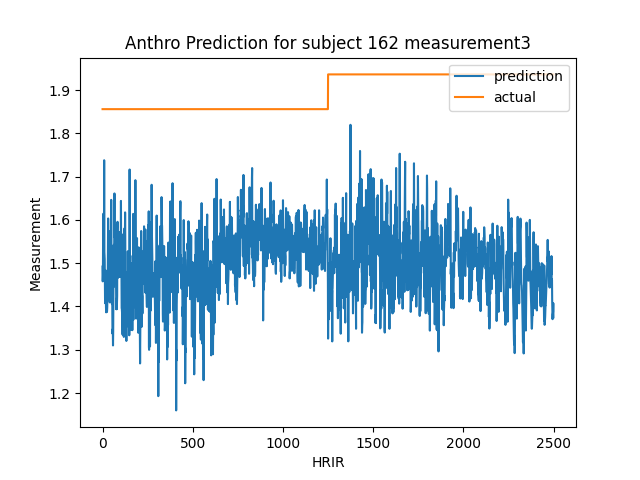 Anthro Prediction for subject 162 measurement3
prediction
actual
Measurement
1.9
1.8
1.7
1.6
1.5
1.4
1.3
1.2
0 500 1000 1500 2000 2500
HRIR